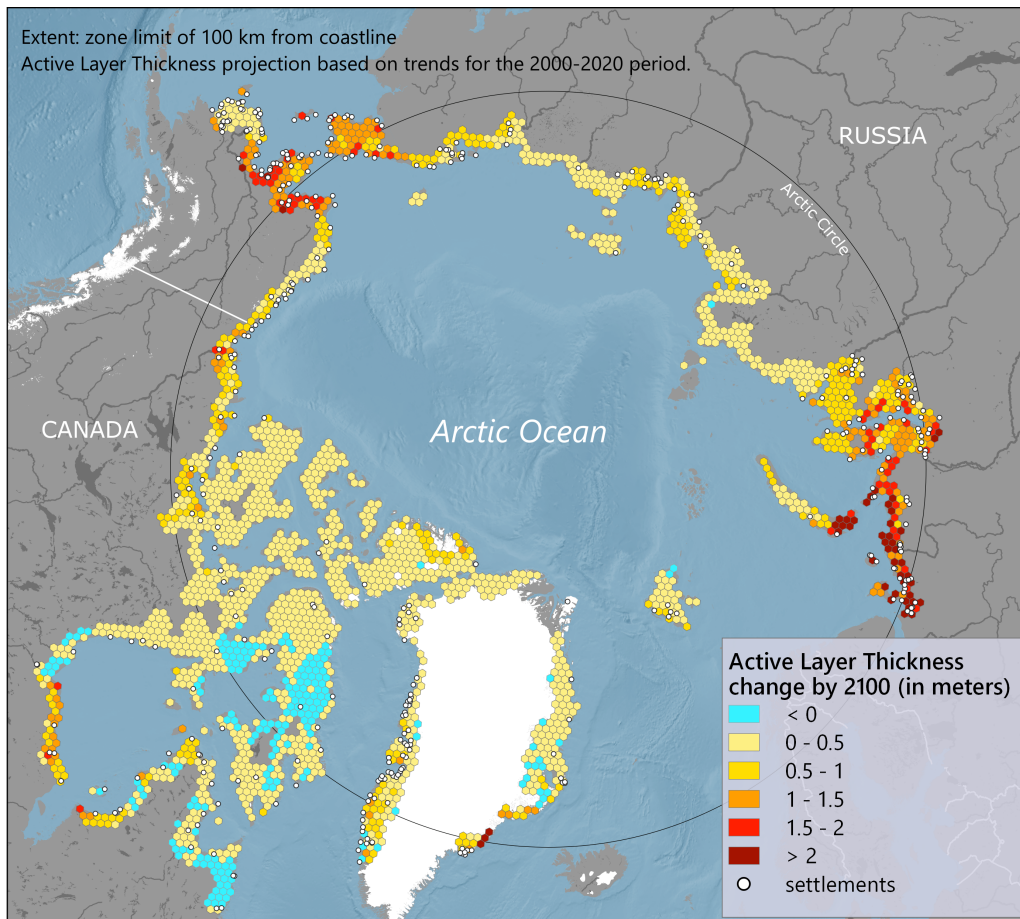 Extent: zone limit of 100 km from coastline
Active Layer Thickness projection based on trends for the 2000-2020 period.
RUSSIA
Arctic Circle
CANADA
Arctic Ocean
Active Layer Thickness
change by 2100 (in meters)
< 0
0 - 0.5
0.5 - 1
1 - 1.5
1.5 - 2
> 2
settlements